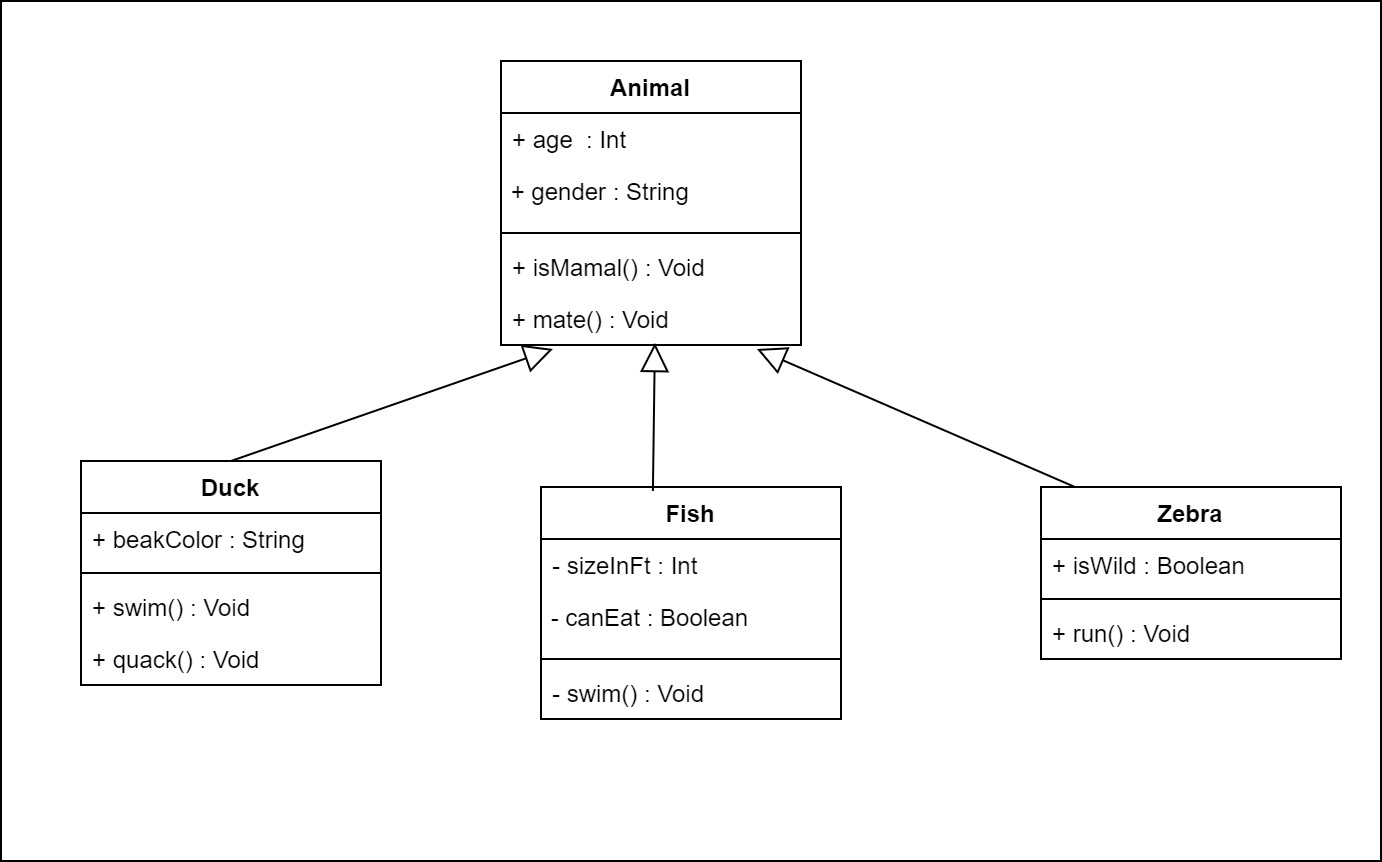 Animal
+ age  : Int
+ gender : String
+ isMamal() : Void
+ mate() : Void
Duck
+ beakColor : String
+ swim() : Void
+ quack() : Void
Fish
- sizeInFt : Int
- canEat : Boolean
- swim() : Void
Zebra
+ isWild : Boolean
+ run() : Void